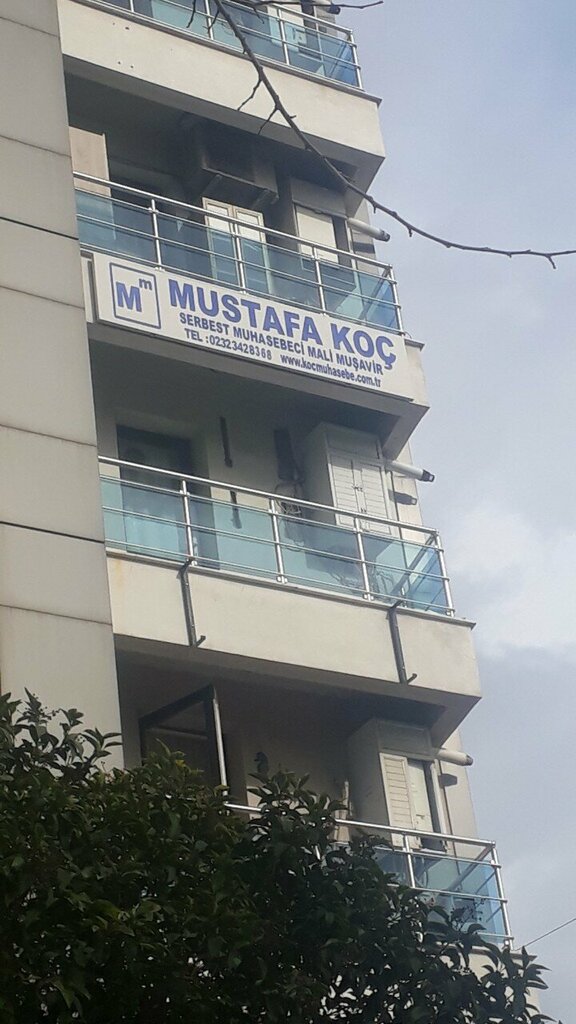 Mm
MUSTAFA KOÇ
SERBEST MUHASEBECİ MALİ MUŞAVİR
TEL : 02323428368 www.kocmuhasebe.com.tr